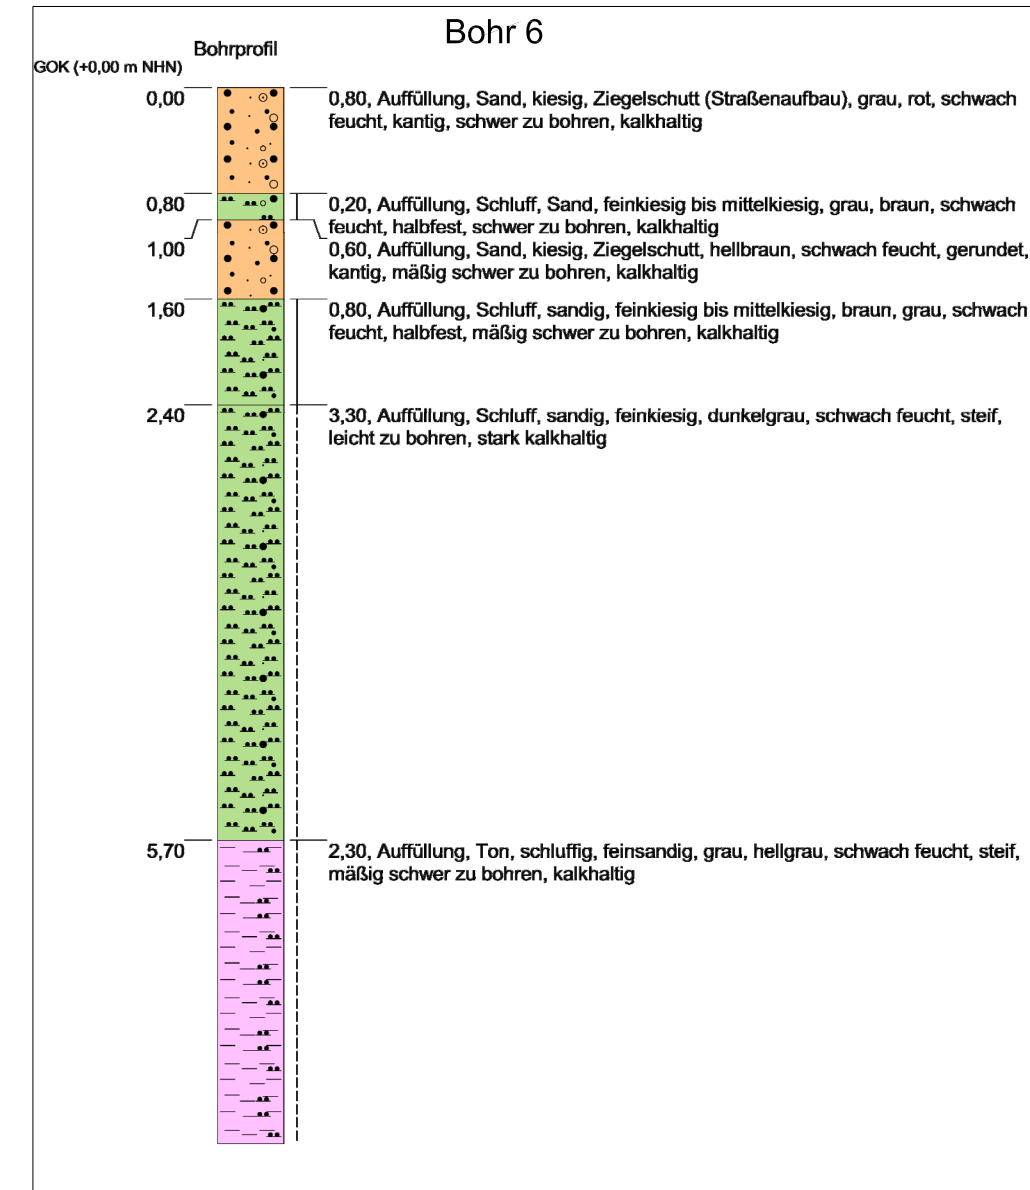 Bohr 6
Bohrprofil
GOK (+0,00 m NHN)
0,00
0,80, Auffüllung, Sand, kiesig, Ziegelschutt (Straßenaufbau), grau, rot, schwach
feucht, kantig, schwer zu bohren, kalkhaltig
0,80
0,20, Auffüllung, Schluff, Sand, feinkiesig bis mittelkiesig, grau, braun, schwach
feucht, halbfest, schwer zu bohren, kalkhaltig
1,00
0,60, Auffüllung, Sand, kiesig, Ziegelschutt, hellbraun, schwach feucht, gerundet,
kantig, mäßig schwer zu bohren, kalkhaltig
1,60
0,80, Auffüllung, Schluff, sandig, feinkiesig bis mittelkiesig, braun, grau, schwach
feucht, halbfest, mäßig schwer zu bohren, kalkhaltig
2,40
3,30, Auffüllung, Schluff, sandig, feinkiesig, dunkelgrau, schwach feucht, steif,
leicht zu bohren, stark kalkhaltig
5,70
2,30, Auffüllung, Ton, schluffig, feinsandig, grau, hellgrau, schwach feucht, steif,
mäßig schwer zu bohren, kalkhaltig